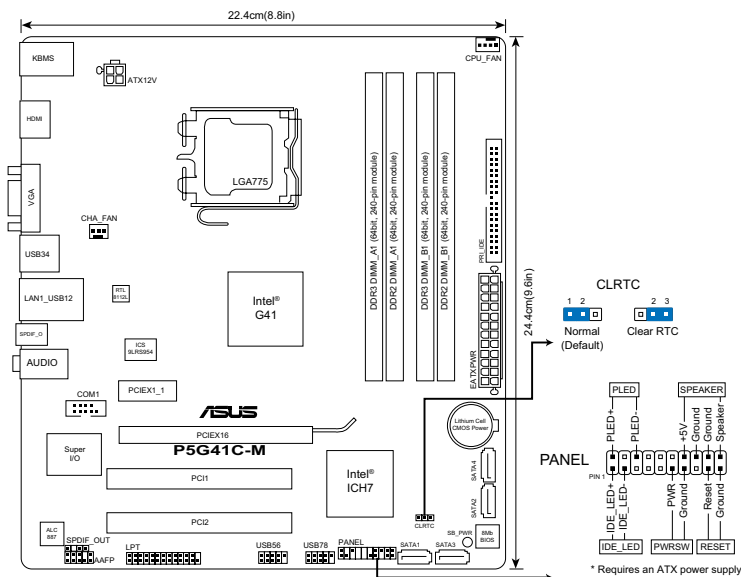 22.4cm(8.8in)
KBMS
ATX12V
CPU_FAN
HDMI
LGA775
VGA
CHA_FAN
DDR3 DIMM_A1 (64bit, 240-pin module)
DDR2 DIMM_A1 (64bit, 240-pin module)
DDR3 DIMM_B1 (64bit, 240-pin module)
DDR2 DIMM_B1 (64bit, 240-pin module)
PRI_IDE
24.4cm(9.6in)
USB34
LAN1_USB12
RTL
8112L
Intel®
G41
EATXPWR
SPDIF_O
AUDIO
ICS
9LRS954
COM1
PCIEX1_1
ASUS
PCIEX16
P5G41C-M
Lithium Cell
CMOS Power
Super
I/O
PCI1
Intel®
ICH7
SATA4
SATA2
PCI2
CLRTC
ALC
887
SPDIF_OUT
AAFP
LPT
USB56
USB78
PANEL
SATA1
SATA3
SB_PWR
8Mb
BIOS
CLRTC
1 2
2 3
Normal
(Default)
Clear RTC
PLED
SPEAKER
PLED+
PLED-
+5V
Ground
Ground
Speaker-
PANEL
PIN 1
IDE_LED+
IDE_LED-
PWR
Ground
Reset
Ground
IDE_LED
PWRSW
RESET
* Requires an ATX power supply